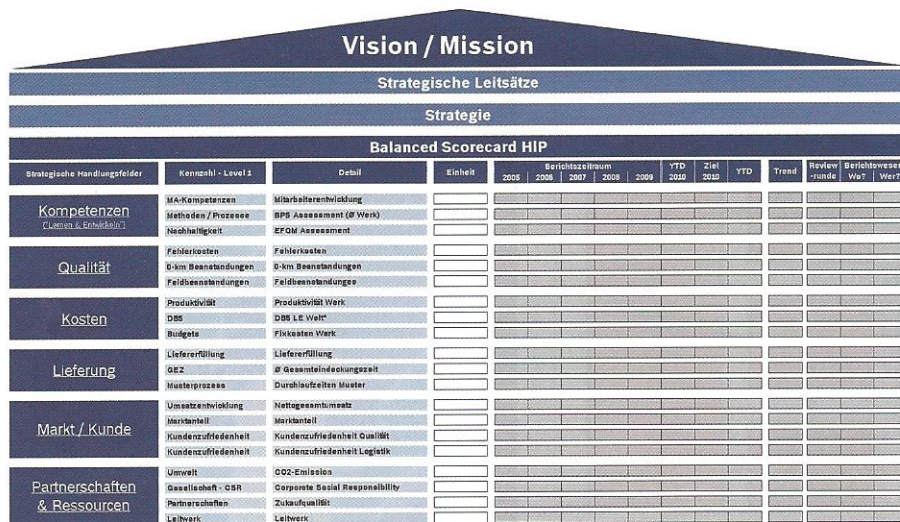 Vision / Mission
Strategische Leitsätze
Strategie
Balanced Scorecard HIP
Strategische Handlungsfelder Kennzahl - Level 1 Detail Einheit Berichtszeitraum YTD Ziel YTD Trend Review Berichtswesen
2005 2006 2007 2008 2009 2010 2010 -runde Wo? Wer?
Kompetenzen
("Lernen & Entwickeln")
MA-Kompetenzen Mitarbeiterentwicklung
Methoden / Prozesse BPS Assessment (Ø Werk)
Nachhaltigkeit EFQM Assessment
Qualität
Fehlerkosten Fehlerkosten
0-km Beanstandungen 0-km Beanstandungen
Feldbeanstandungen Feldbeanstandungen
Kosten
Produktivität Produktivität Werk
DB5 DB5 LE Welt*
Budgets Fixkosten Werk
Lieferung
Liefererfüllung Liefererfüllung
GEZ Ø Gesamteindeckungszeit
Musterprozess Durchlaufzeiten Muster
Markt / Kunde
Umsatzentwicklung Nettogesamtumsatz
Marktanteil Marktanteil
Kundenzufriedenheit Kundenzufriedenheit Qualität
Kundenzufriedenheit Kundenzufriedenheit Logistik
Partnerschaften
& Ressourcen
Umwelt CO2-Emission
Gesellschaft - CSR Corporate Social Responsibility
Partnerschaften Zukaufqualität
Leitwerk Leitwerk